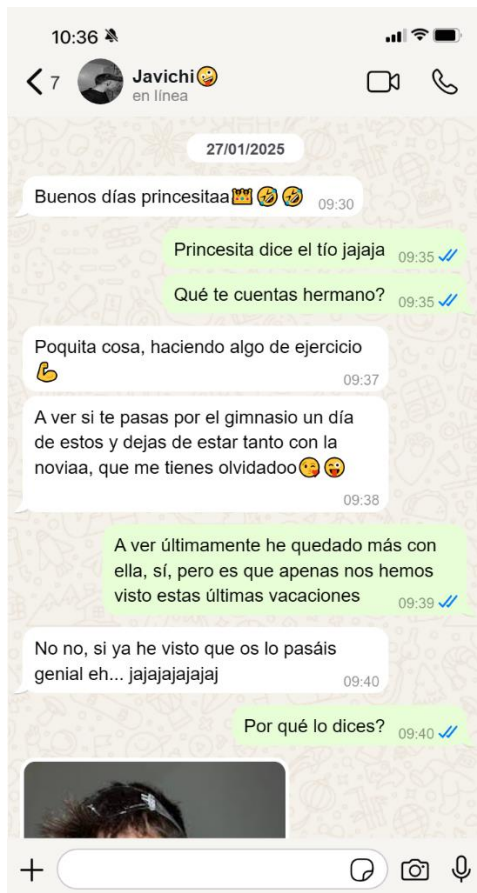 10:36
7
Javichi🤪
en línea
27/01/2025
Buenos días princesitaa👑🤣🤣 09:30
Princesita dice el tío jajaja 09:35
Qué te cuentas hermano? 09:35
Poquita cosa, haciendo algo de ejercicio
💪 09:37
A ver si te pasas por el gimnasio un día
de estos y dejas de estar tanto con la
noviaa, que me tienes olvidadoo😘😜
09:38
A ver últimamente he quedado más con
ella, sí, pero es que apenas nos hemos
visto estas últimas vacaciones 09:39
No no, si ya he visto que os lo pasáis
genial eh... jajajajajajaj 09:40
Por qué lo dices? 09:40